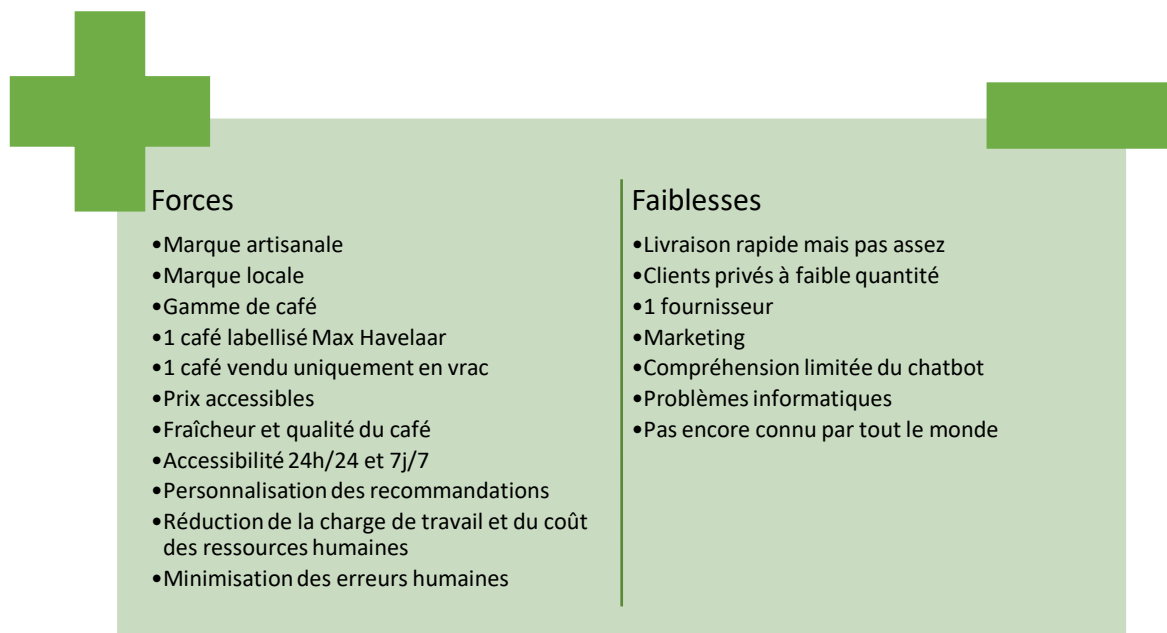 Forces
•Marque artisanale
•Marque locale
•Gamme de café
•1 café labellisé Max Havelaar
•1 café vendu uniquement en vrac
•Prix accessibles
•Fraîcheur et qualité du café
•Accessibilité 24h/24 et 7j/7
•Personnalisation des recommandations
•Réduction de la charge de travail et du coût
des ressources humaines
•Minimisation des erreurs humaines
Faiblesses
•Livraison rapide mais pas assez
•Clients privés à faible quantité
•1 fournisseur
•Marketing
•Compréhension limitée du chatbot
•Problèmes informatiques
•Pas encore connu par tout le monde